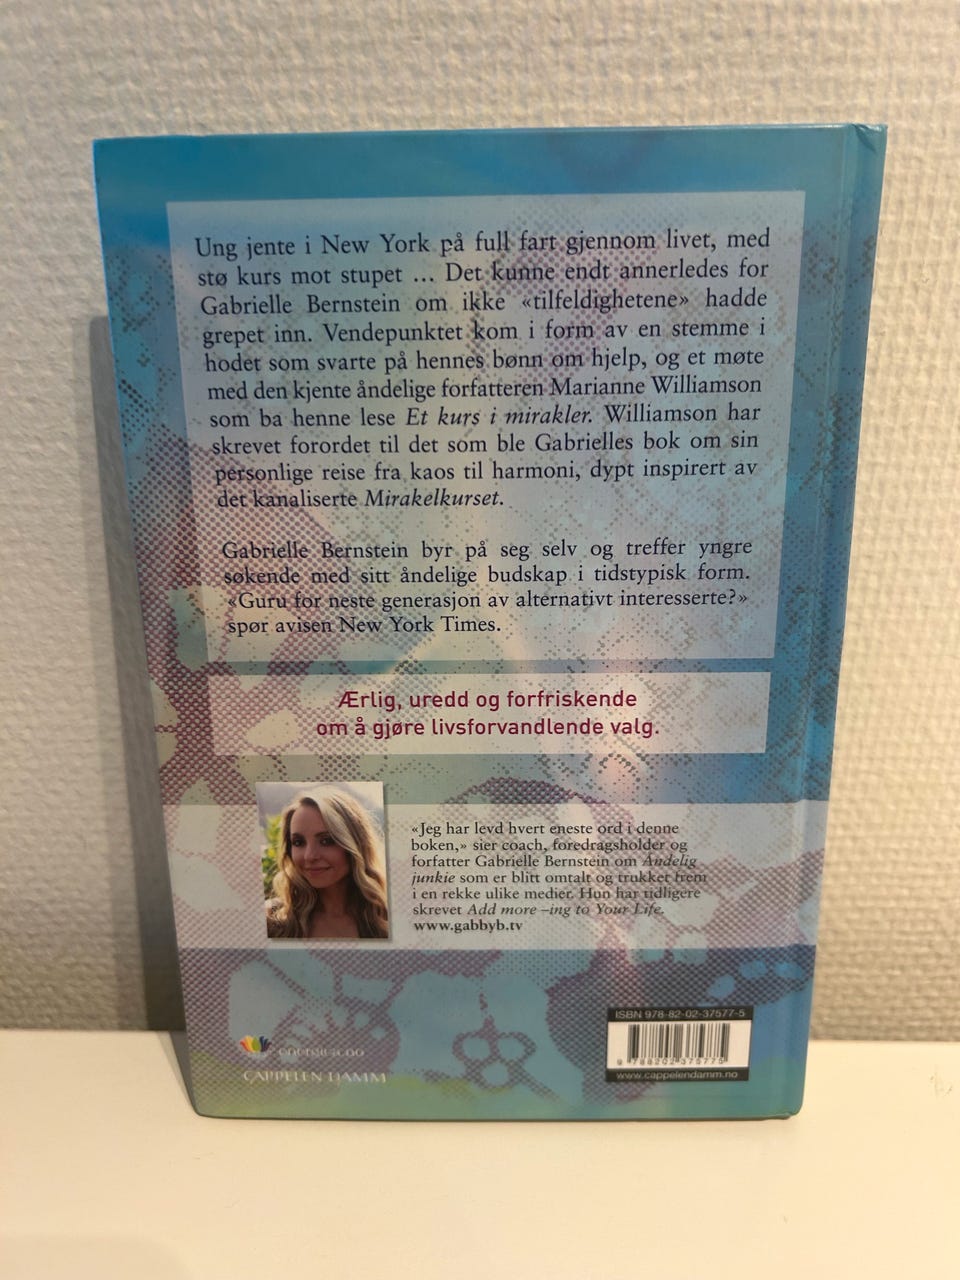 Ung jente i New York på full fart gjennom livet, med
stø kurs mot stupet ... Det kunne endt annerledes for
Gabrielle Bernstein om ikke «tilfeldighetene» hadde
grepet inn. Vendepunktet kom i form av en stemme i
hodet som svarte på hennes bønn om hjelp, og et møte
med den kjente åndelige forfatteren Marianne Williamson
som ba henne lese Et kurs i mirakler. Williamson har
skrevet forordet til det som ble Gabrielles bok om sin
personlige reise fra kaos til harmoni, dypt inspirert av
det kanaliserte Mirakelkurset.
Gabrielle Bernstein byr på seg selv og treffer yngre
søkende med sitt åndelige budskap i tidstypisk form.
«Guru for neste generasjon av alternativt interesserte?»
spør avisen New York Times.
Ærlig, uredd og forfriskende
om å gjøre livsforvandlende valg.
«Jeg har levd hvert eneste ord i denne
boken,» sier coach, foredragsholder og
forfatter Gabrielle Bernstein om Åndelig
junkie som er blitt omtalt og trukket frem
i en rekke ulike medier. Hun har tidligere
skrevet Add more –ing to Your Life.
www.gabbyb.tv
ISBN 978-82-02-37577-5
9 788202 375775
www.cappelendamm.no
CAPPELEN DAMM